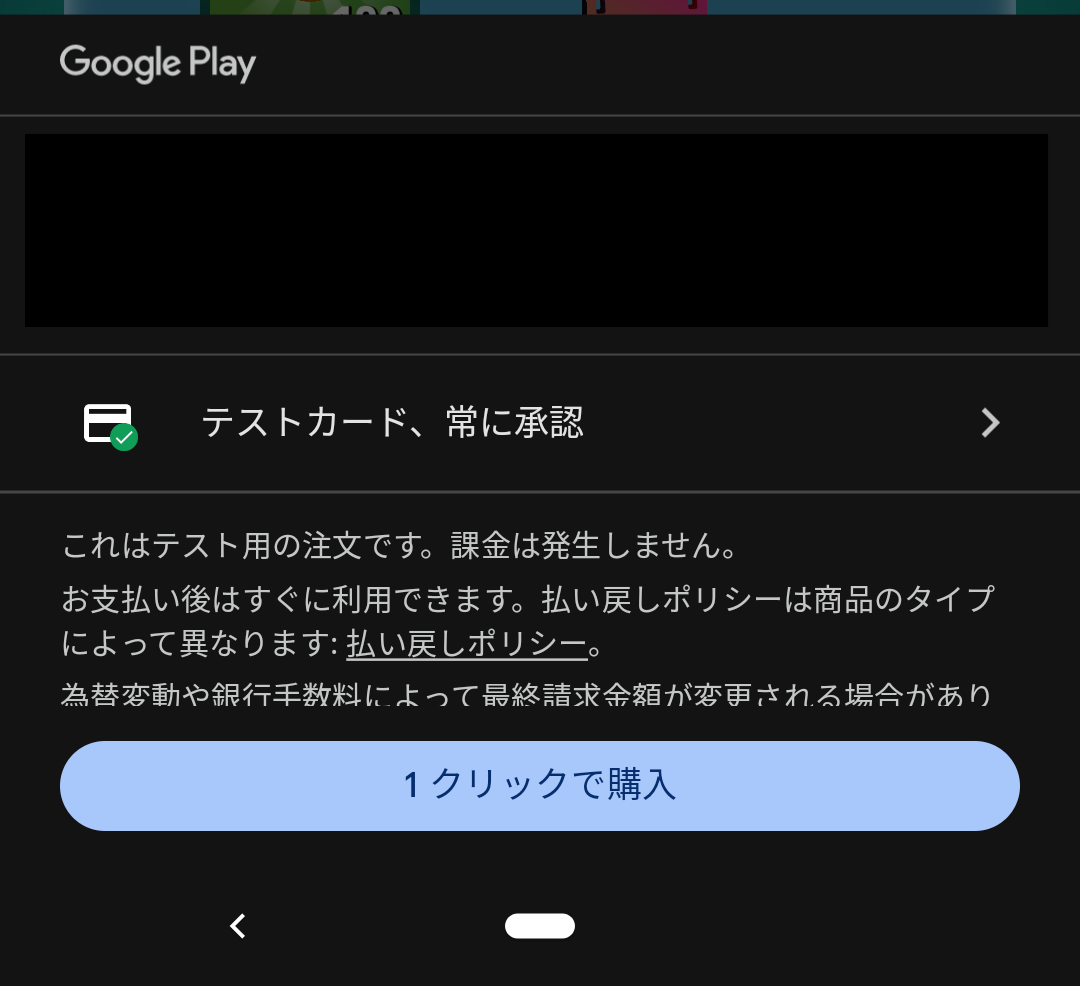 Google Play
テストカード、常に承認
これはテスト用の注文です。課金は発生しません。
お支払い後はすぐに利用できます。払い戻しポリシーは商品のタイプ
によって異なります: 払い戻しポリシー。
為替変動や銀行手数料によって最終請求金額が変更される場合があり
1 クリックで購入